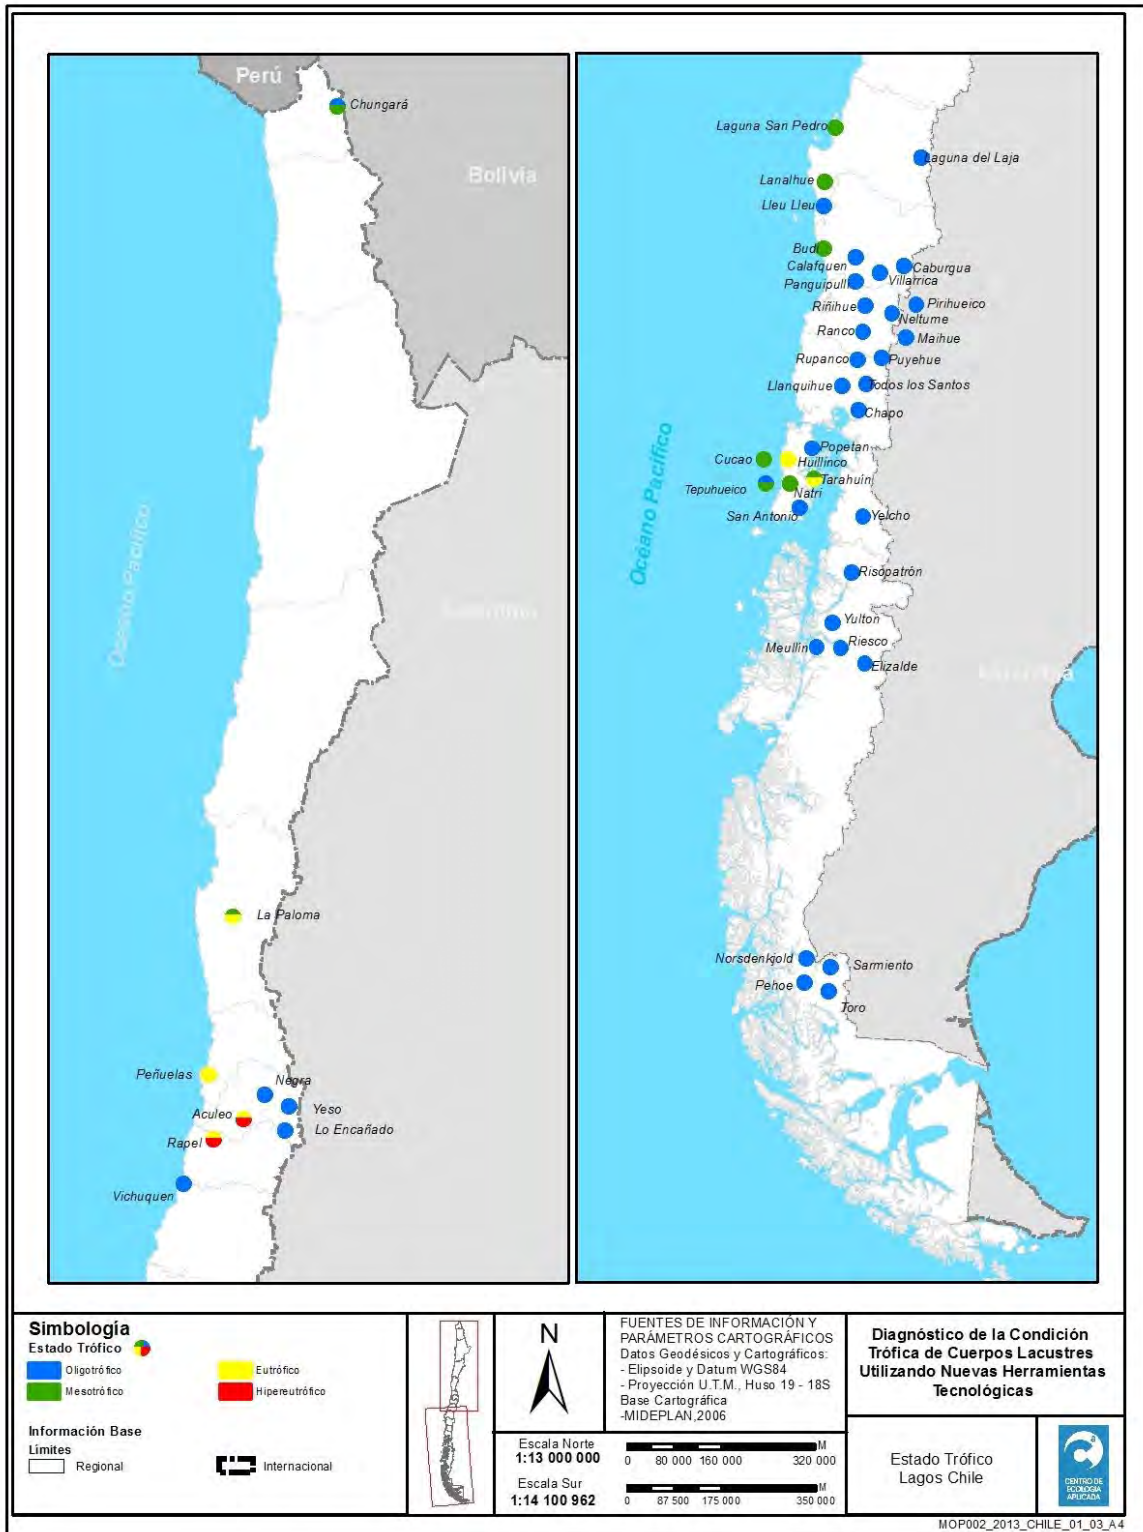 Perú
Chungará
Bolivia
Océano Pacífico
La Paloma
Peñuelas
Negra
Aculeo
Yeso
Lo Encañado
Rapel
Vichuquen
Laguna San Pedro
Laguna del Laja
Lanalhue
Lleu Lleu
Budi
Calafquen
Caburgua
Villarrica
Panguipulli
Pirihueico
Riñihue
Neltume
Ranco
Maihue
Rupanco
Puyehue
Llanquihue
Todos los Santos
Chapo
Océano Pacífico
Popetan
Cucao
Huillinco
Tarahuin
Tepuhueico
Natri
San Antonio
Yelcho
Risopatrón
Yulton
Riesco
Meullin
Elizalde
Norsdenkjold
Sarmiento
Pehoe
Toro
Simbología
Estado Trófico
Oligotrófico
Eutrófico
Mesotrófico
Hipereutrófico
Información Base
Limites
Regional
Internacional
N
FUENTES DE INFORMACIÓN Y
PARÁMETROS CARTOGRÁFICOS
Datos Geodésicos y Cartográficos:
- Elipsoide y Datum WGS84
- Proyección U.T.M., Huso 19 - 18S
Base Cartográfica
-MIDEPLAN,2006
Escala Norte
1:13 000 000
M
0 80 000 160 000 320 000
Escala Sur
1:14 100 962
M
0 87 500 175 000 350 000
Diagnóstico de la Condición
Trófica de Cuerpos Lacustres
Utilizando Nuevas Herramientas
Tecnológicas
Estado Trófico
Lagos Chile
CENTRO DE
ECOLOGÍA
APLICADA
MOP002_2013_CHILE_01_03_A4